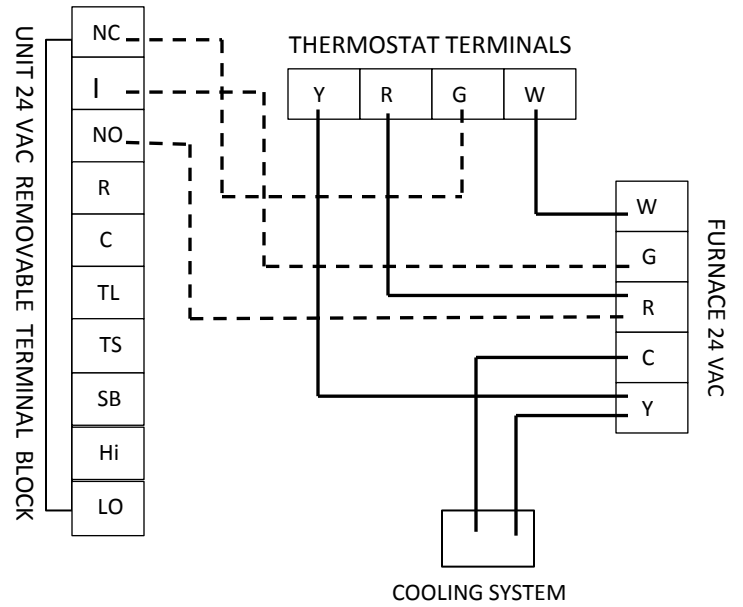 UNIT 24 VAC REMOVABLE TERMINAL BLOCK
NC
I
NO
R
C
TL
TS
SB
Hi
LO
THERMOSTAT TERMINALS
Y R G W
W
G
R
C
Y
FURNACE 24 VAC
COOLING SYSTEM